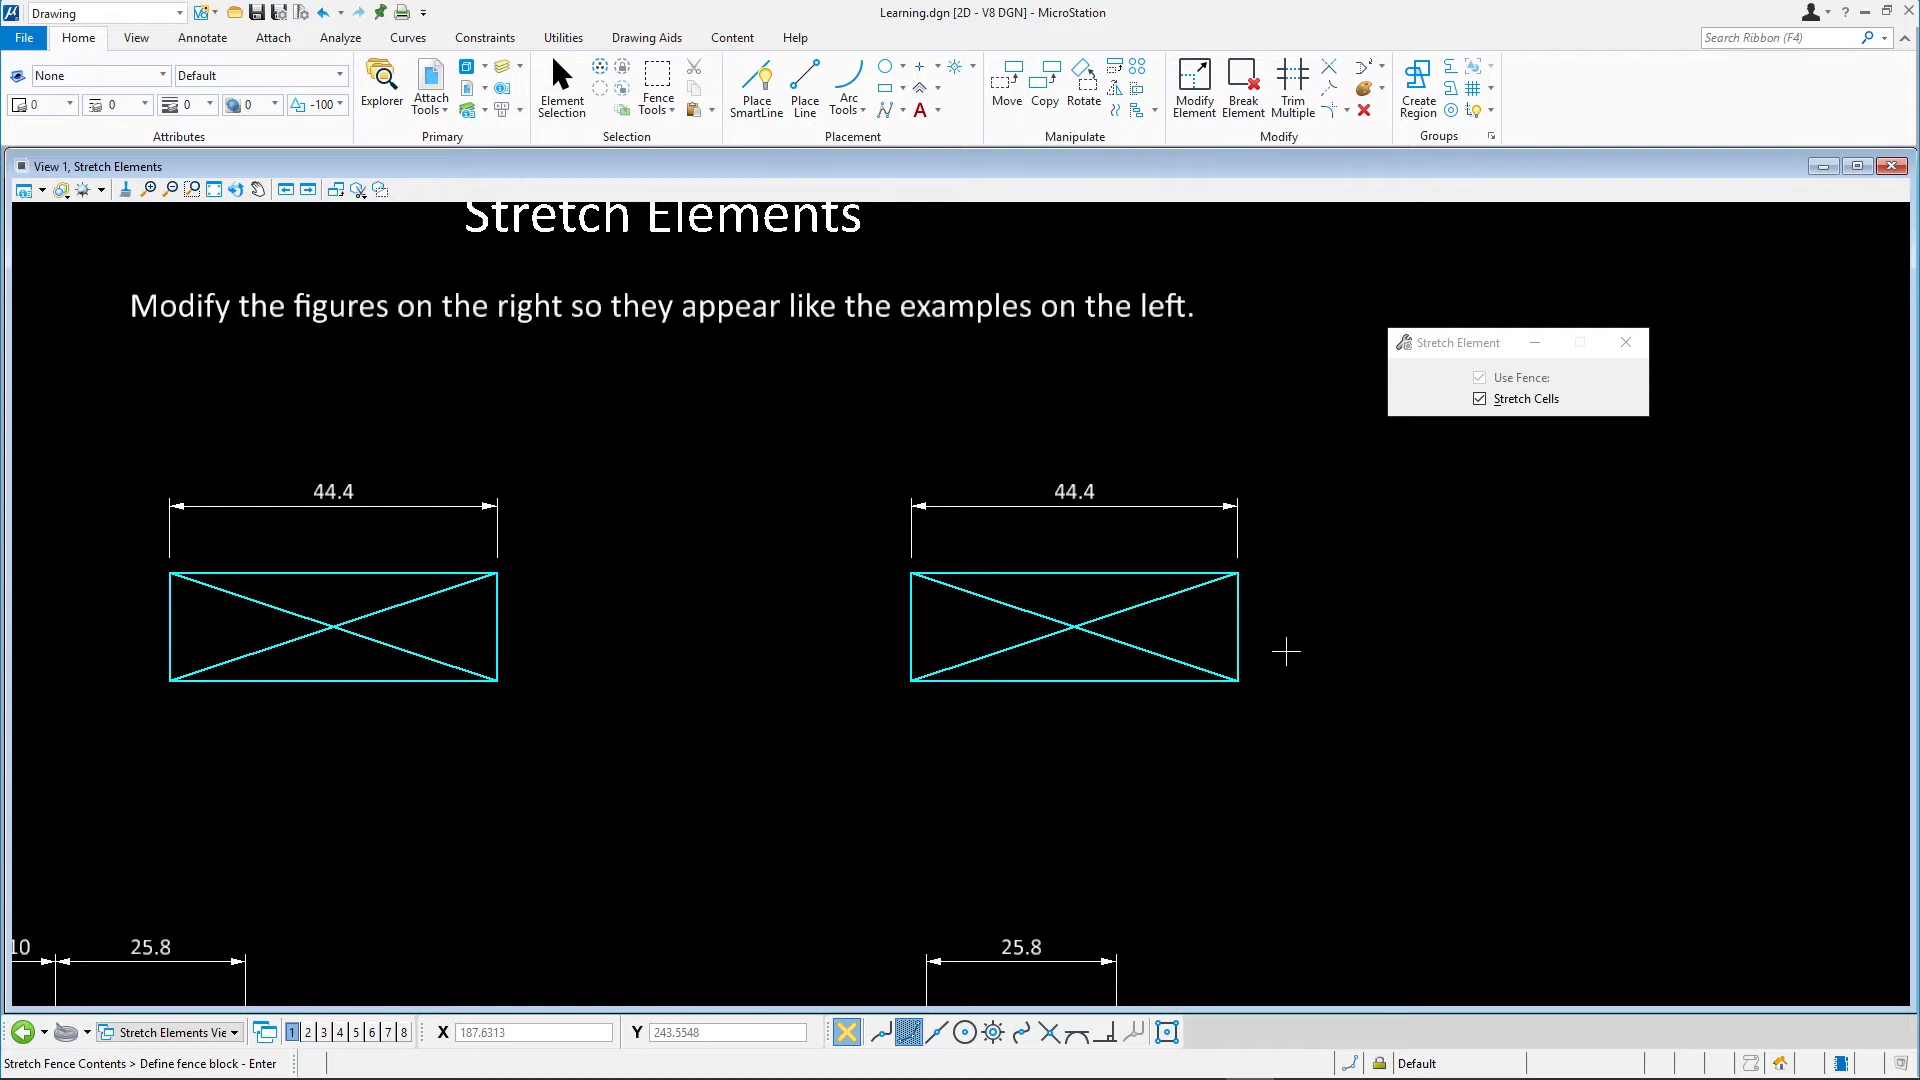 Drawing
Learning.dgn [2D - V8 DGN] - MicroStation
File Home View Annotate Attach Analyze Curves Constraints Utilities Drawing Aids Content Help
Search Ribbon (F4)
None Default
0 0 0 0 -100
Attributes
Explorer
Attach
Tools
Primary
Element
Selection
Fence
Tools
Selection
Place
SmartLine
Place
Line
Arc
Tools
Placement
Move Copy Rotate
Manipulate
Modify
Element
Break
Element
Trim
Multiple
Modify
Create
Region
Groups
View 1, Stretch Elements
Stretch Elements
Modify the figures on the right so they appear like the examples on the left.
Stretch Element
Use Fence:
Stretch Cells
44.4 44.4
10 25.8 25.8
Stretch Elements Vie 1 2 3 4 5 6 7 8 X 187.6313 Y 243.5548
Stretch Fence Contents > Define fence block - Enter
Default